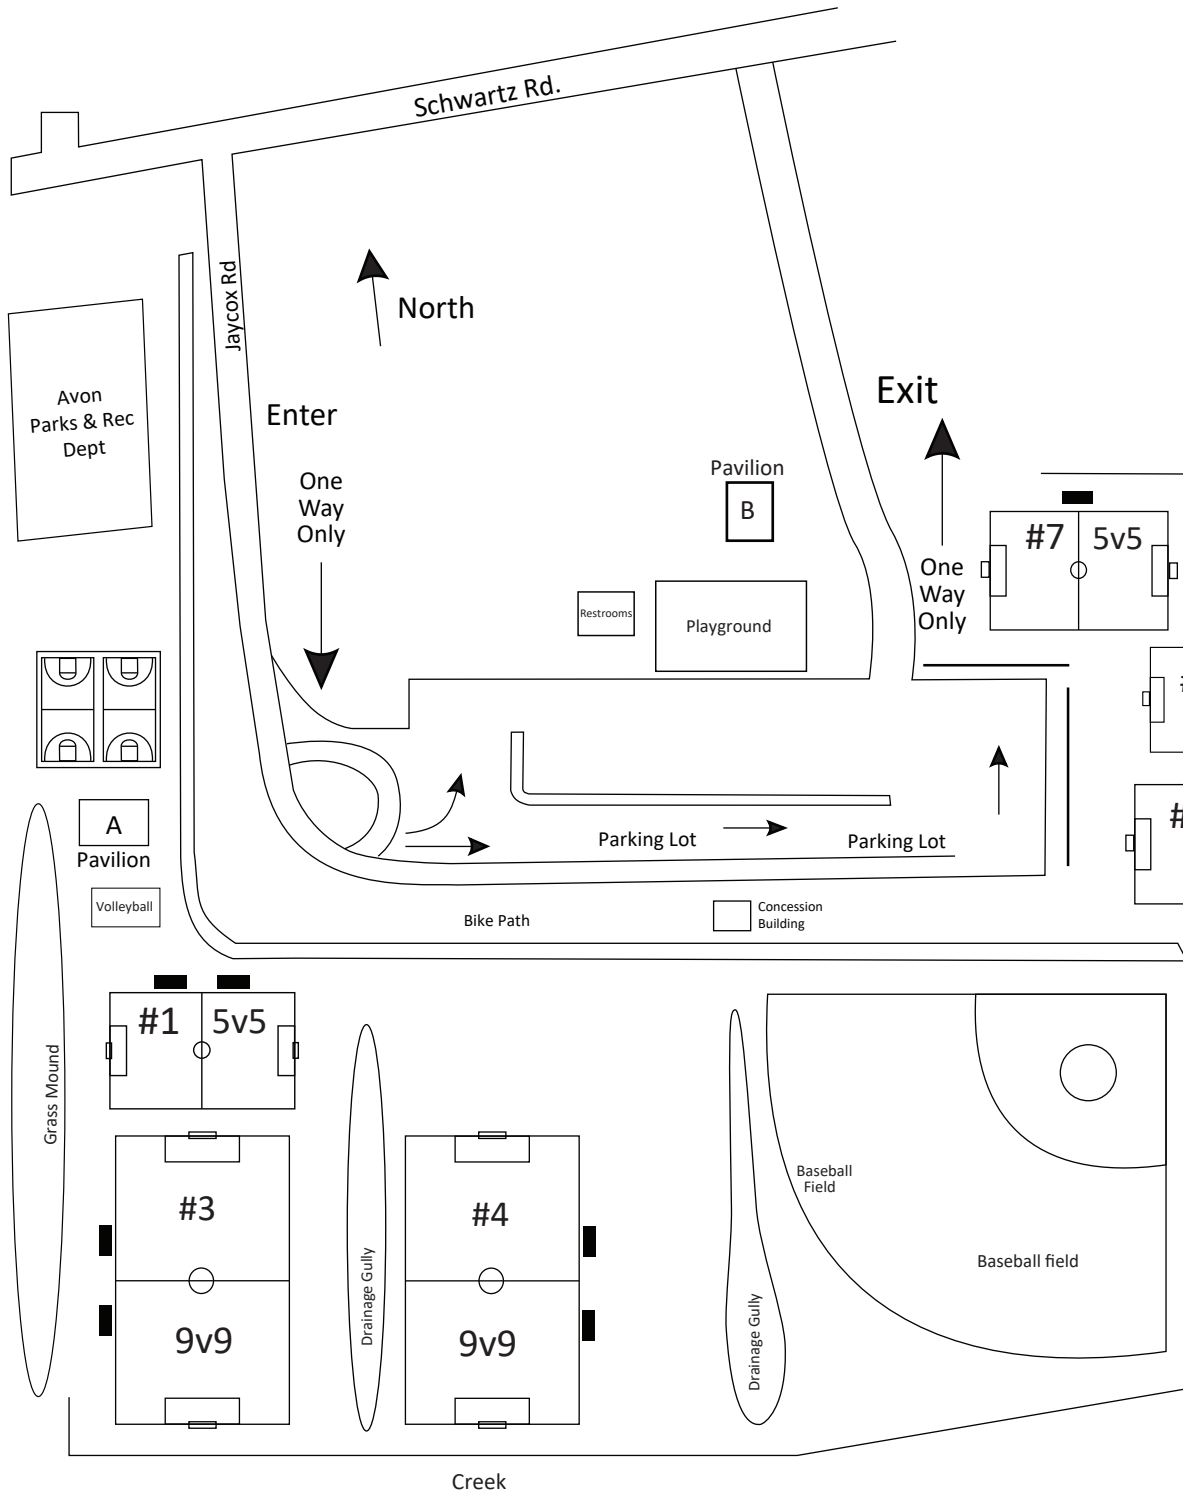 Schwartz Rd.
Jaycox Rd
North
Avon
Parks & Rec
Dept
Enter
One
Way
Only
Exit
Pavilion
B
#7 5v5
One
Way
Only
Restrooms
Playground
A
Pavilion
Parking Lot
Parking Lot
#
Volleyball
Bike Path
Concession
Building
#1 5v5
Grass Mound
#3
9v9
Drainage Gully
#4
9v9
Drainage Gully
Baseball
Field
Baseball field
Creek